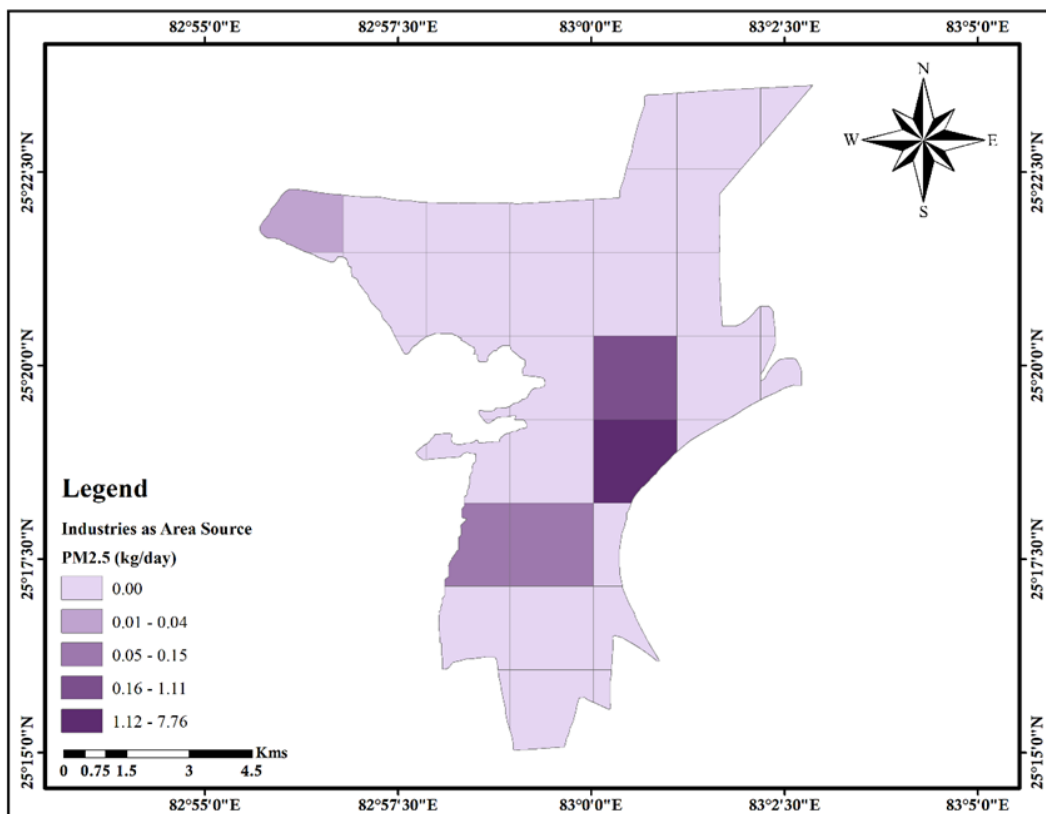 82°55'0"E 82°57'30"E 83°0'0"E 83°2'30"E 83°5'0"E
N
W E
S
25°22'30"N 25°22'30"N
25°20'0"N 25°20'0"N
25°17'30"N 25°17'30"N
25°15'0"N 25°15'0"N
Legend
Industries as Area Source
PM2.5 (kg/day)
0.00
0.01 - 0.04
0.05 - 0.15
0.16 - 1.11
1.12 - 7.76
Kms
0 0.75 1.5 3 4.5
82°55'0"E 82°57'30"E 83°0'0"E 83°2'30"E 83°5'0"E